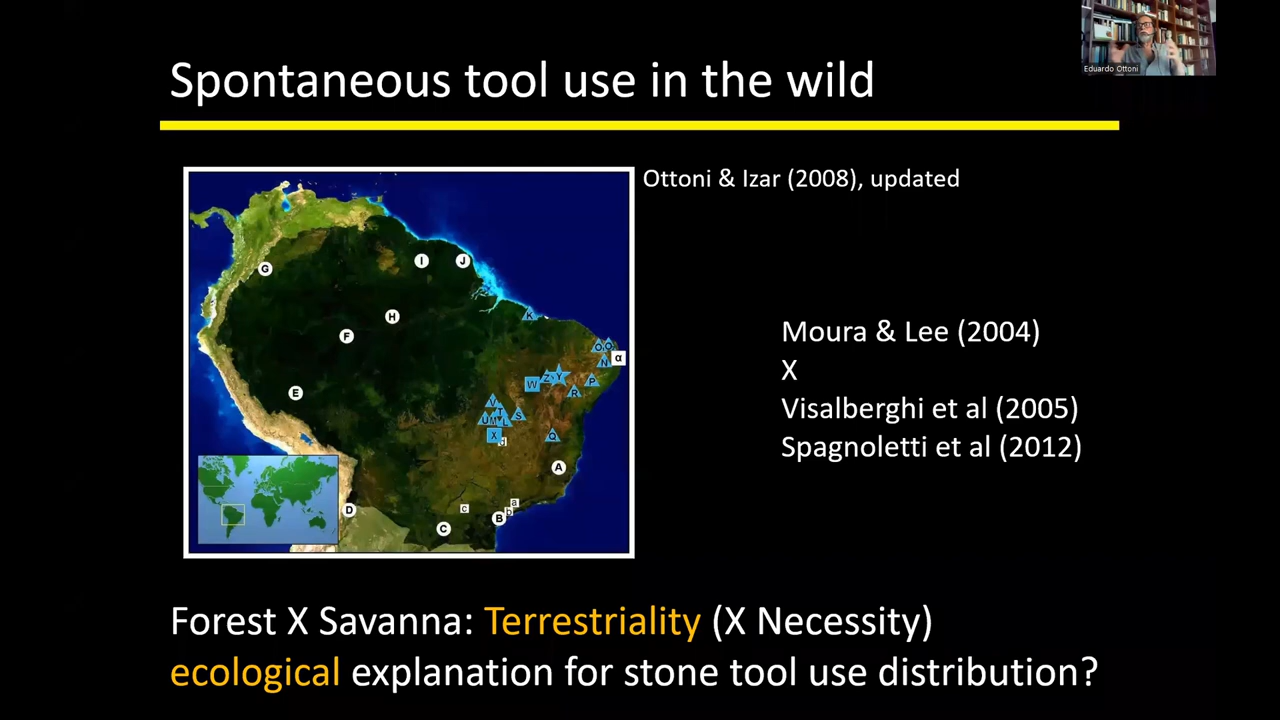 Eduardo Ottoni
Spontaneous tool use in the wild
Ottoni & Izar (2008), updated
G
I
J
H
F
K
O
O
α
N
Z
Y
W
P
R
E
V
T
S
U
M
L
X
d
Q
A
D
a
c
b
B
C
Moura & Lee (2004)
X
Visalberghi et al (2005)
Spagnoletti et al (2012)
Forest X Savanna: Terrestriality (X Necessity)
ecological explanation for stone tool use distribution?